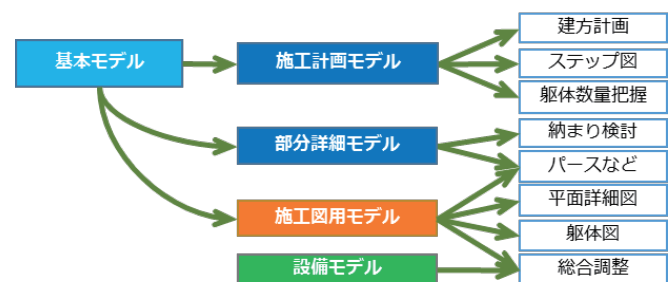 基本モデル
施工計画モデル
部分詳細モデル
施工図用モデル
設備モデル
建方計画
ステップ図
躯体数量把握
納まり検討
パースなど
平面詳細図
躯体図
総合調整